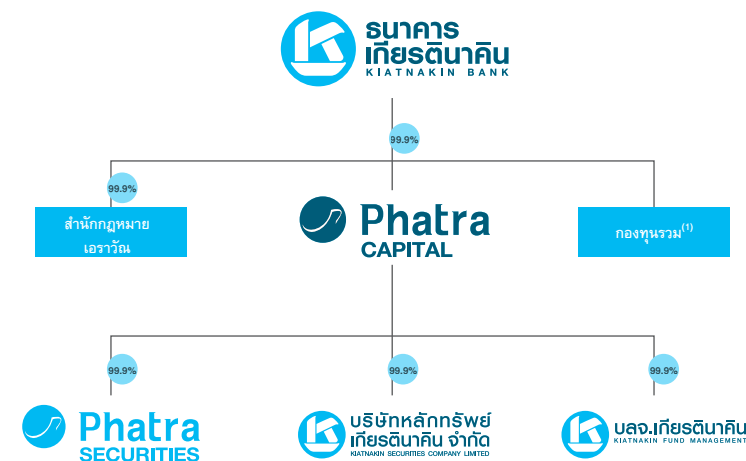 ธนาคาร
เกียรตินาคิน
KIATNAKIN BANK
99.9%
99.9%
สำนักกฎหมาย
เอราวัณ
Phatra
CAPITAL
กองทุนรวม(1)
99.9%
99.9%
99.9%
Phatra
SECURITIES
บริษัทหลักทรัพย์
เกียรตินาคิน จำกัด
KIATNAKIN SECURITIES COMPANY LIMITED
บลจ.เกียรตินาคิน
KIATNAKIN FUND MANAGEMENT